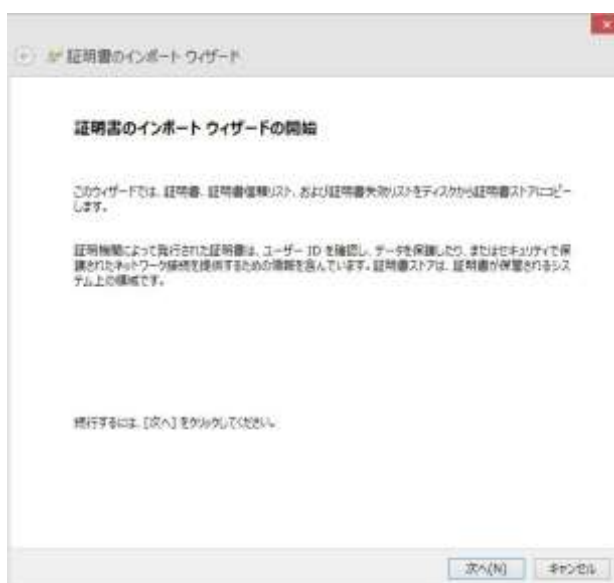 証明書のインポート ウィザード
証明書のインポート ウィザードの開始
このウィザードでは、証明書、証明書信頼リスト、および証明書失効リストをディスクから証明書ストアにコピー
します。
証明機関によって発行された証明書は、ユーザー ID を確認し、データを保護したり、またはセキュリティで保
護されたネットワーク接続を提供するための情報を含んでいます。証明書ストアは、証明書が保管されるシス
テム上の領域です。
続行するには、[次へ] をクリックしてください。
次へ(N)
キャンセル